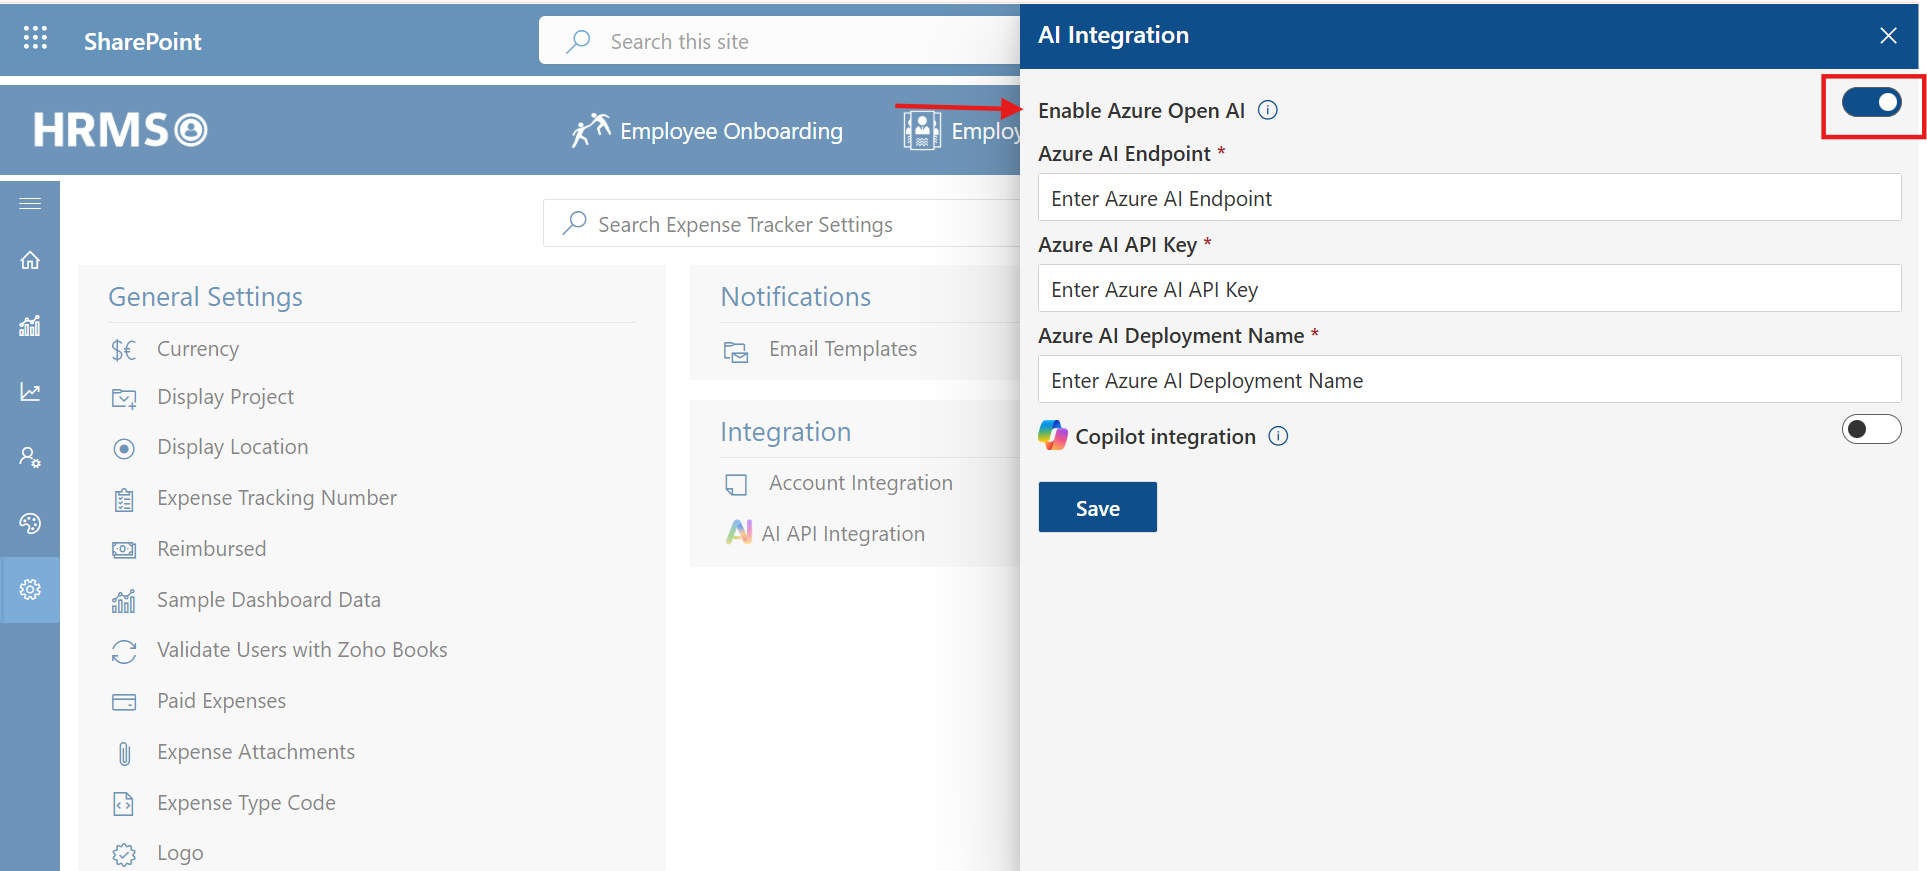 SharePoint
Search this site
HRMS
Employee Onboarding
Employ
Search Expense Tracker Settings
General Settings
Currency
Display Project
Display Location
Expense Tracking Number
Reimbursed
Sample Dashboard Data
Validate Users with Zoho Books
Paid Expenses
Expense Attachments
Expense Type Code
Logo
Notifications
Email Templates
Integration
Account Integration
AI AI API Integration
AI Integration
Enable Azure Open AI
Azure AI Endpoint *
Enter Azure AI Endpoint
Azure AI API Key *
Enter Azure AI API Key
Azure AI Deployment Name *
Enter Azure AI Deployment Name
Copilot integration
Save